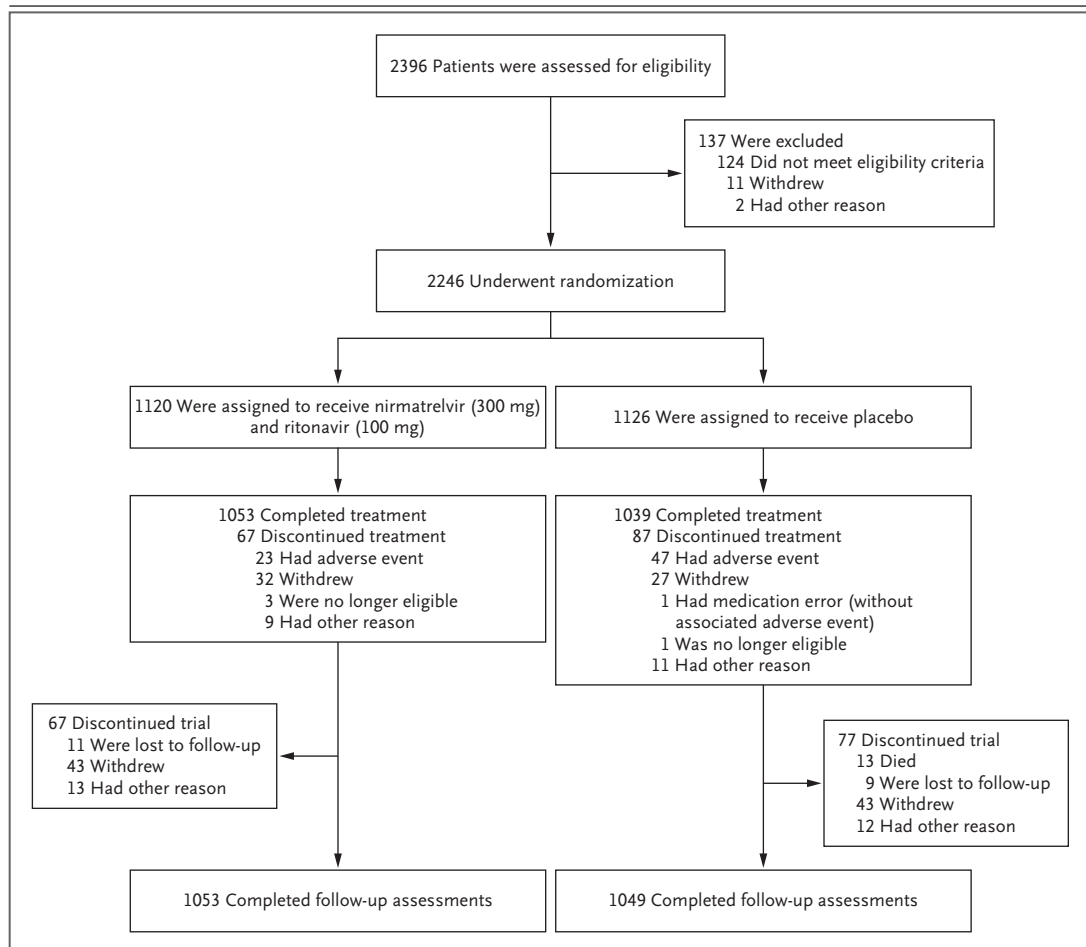 2396 Patients were assessed for eligibility
137 Were excluded
124 Did not meet eligibility criteria
11 Withdrew
2 Had other reason
2246 Underwent randomization
1120 Were assigned to receive nirmatrelvir (300 mg)
and ritonavir (100 mg)
1126 Were assigned to receive placebo
1053 Completed treatment
67 Discontinued treatment
23 Had adverse event
32 Withdrew
3 Were no longer eligible
9 Had other reason
1039 Completed treatment
87 Discontinued treatment
47 Had adverse event
27 Withdrew
1 Had medication error (without
associated adverse event)
1 Was no longer eligible
11 Had other reason
67 Discontinued trial
11 Were lost to follow-up
43 Withdrew
13 Had other reason
77 Discontinued trial
13 Died
9 Were lost to follow-up
43 Withdrew
12 Had other reason
1053 Completed follow-up assessments
1049 Completed follow-up assessments